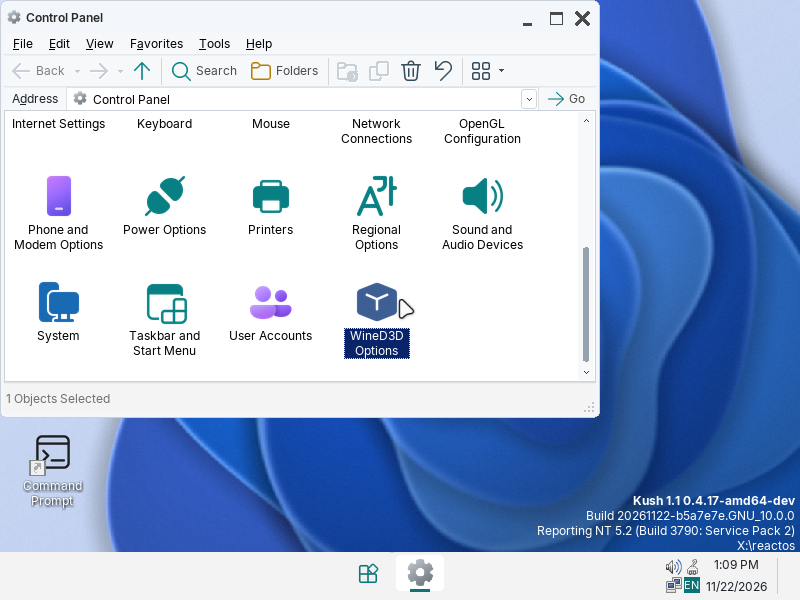 Control Panel
File Edit View Favorites Tools Help
Back Search Folders
Address Control Panel Go
Internet Settings
Keyboard
Mouse
Network
Connections
OpenGL
Configuration
Phone and
Modem Options
Power Options
Printers
Regional
Options
Sound and
Audio Devices
System
Taskbar and
Start Menu
User Accounts
WineD3D
Options
1 Objects Selected
Command
Prompt
Kush 1.1 0.4.17-amd64-dev
Build 20261122-b5a7e7e.GNU_10.0.0
Reporting NT 5.2 (Build 3790: Service Pack 2)
X:\reactos
1:09 PM
EN 11/22/2026